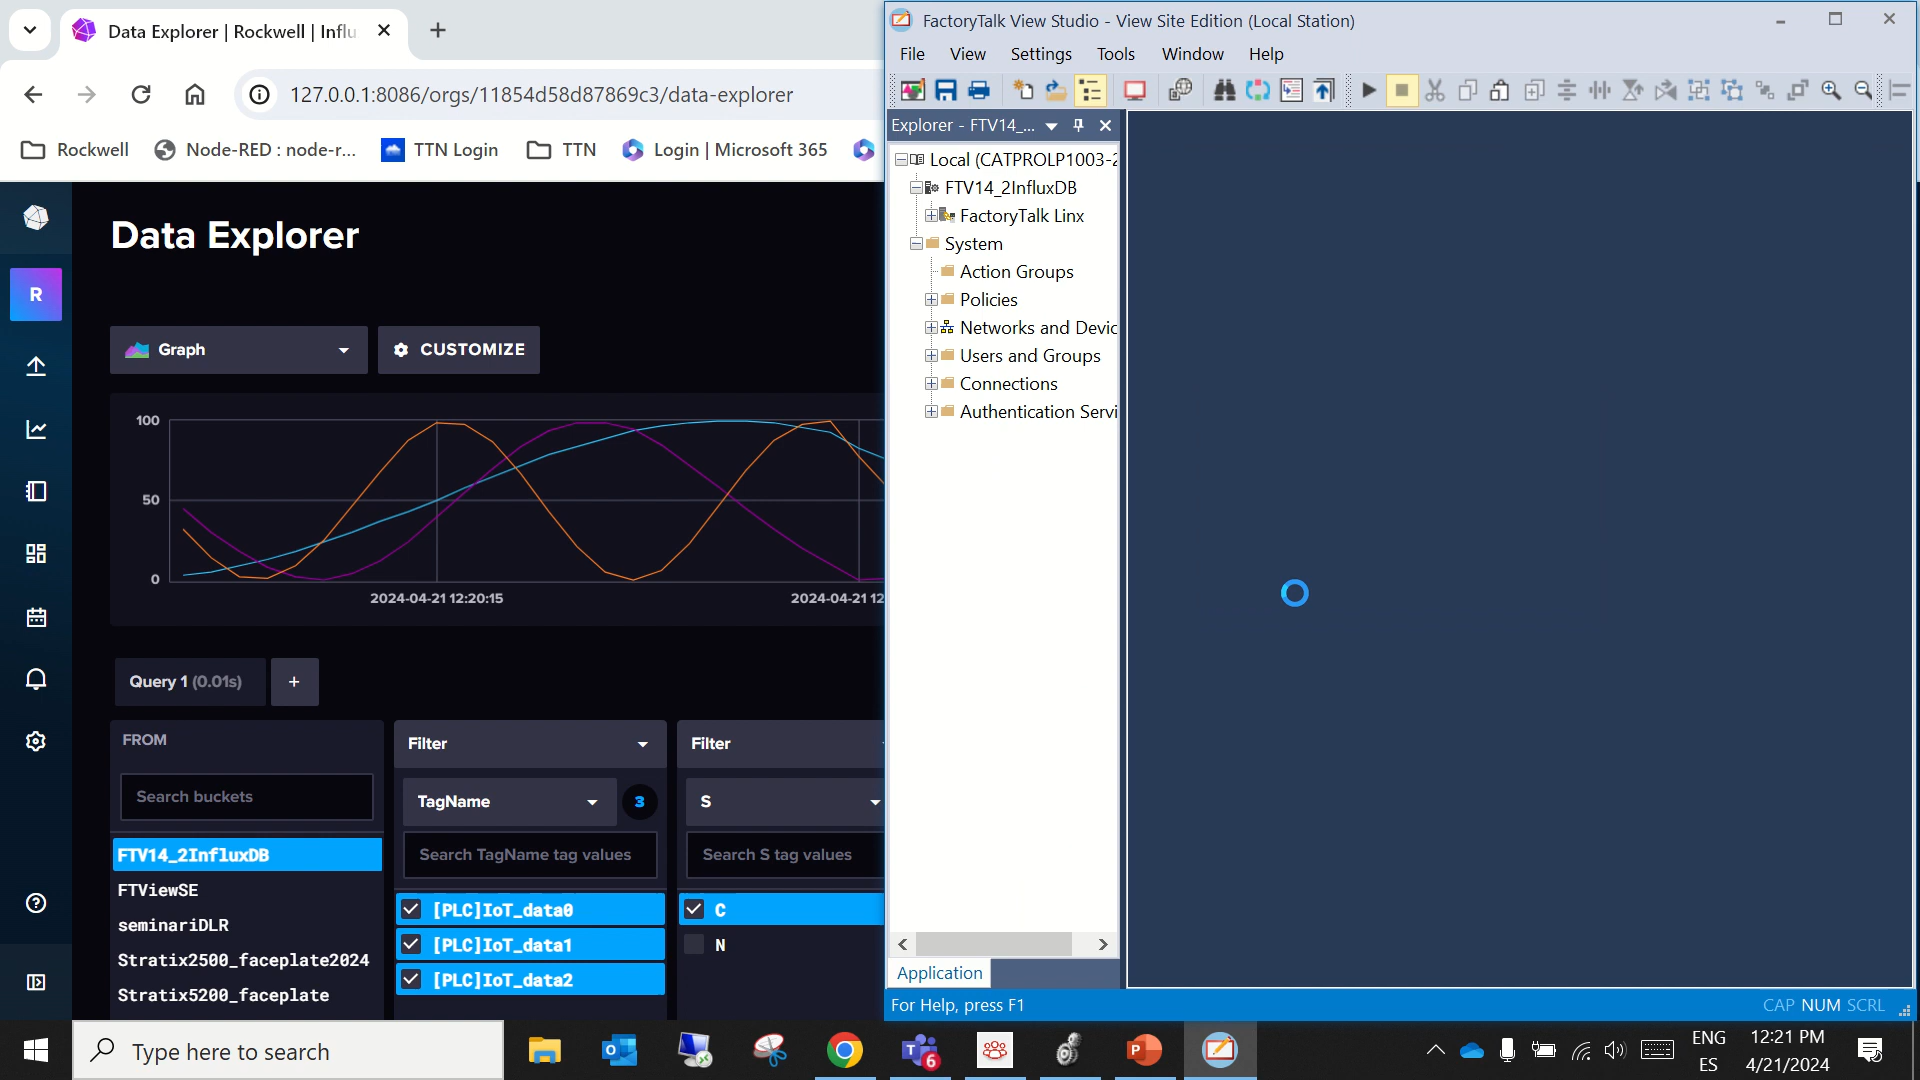 Data Explorer | Rockwell | Influ
127.0.0.1:8086/orgs/11854d58d87869c3/data-explorer
Rockwell
Node-RED : node-r...
TTN Login
TTN
Login | Microsoft 365
R
Data Explorer
Graph
CUSTOMIZE
100
50
0
2024-04-21 12:20:15
2024-04-21 12
Query 1 (0.01s)
+
FROM
Search buckets
FTV14_2InfluxDB
FTViewSE
seminariDLR
Stratix2500_faceplate2024
Stratix5200_faceplate
Filter
TagName
3
Search TagName tag values
[PLC]IoT_data0
[PLC]IoT_data1
[PLC]IoT_data2
Filter
S
Search S tag values
C
N
FactoryTalk View Studio - View Site Edition (Local Station)
File View Settings Tools Window Help
Explorer - FTV14_...
Local (CATPROLP1003-2
FTV14_2InfluxDB
FactoryTalk Linx
System
Action Groups
Policies
Networks and Devic
Users and Groups
Connections
Authentication Servi
Application
For Help, press F1
CAP NUM SCRL
Type here to search
6
ENG
ES
12:21 PM
4/21/2024